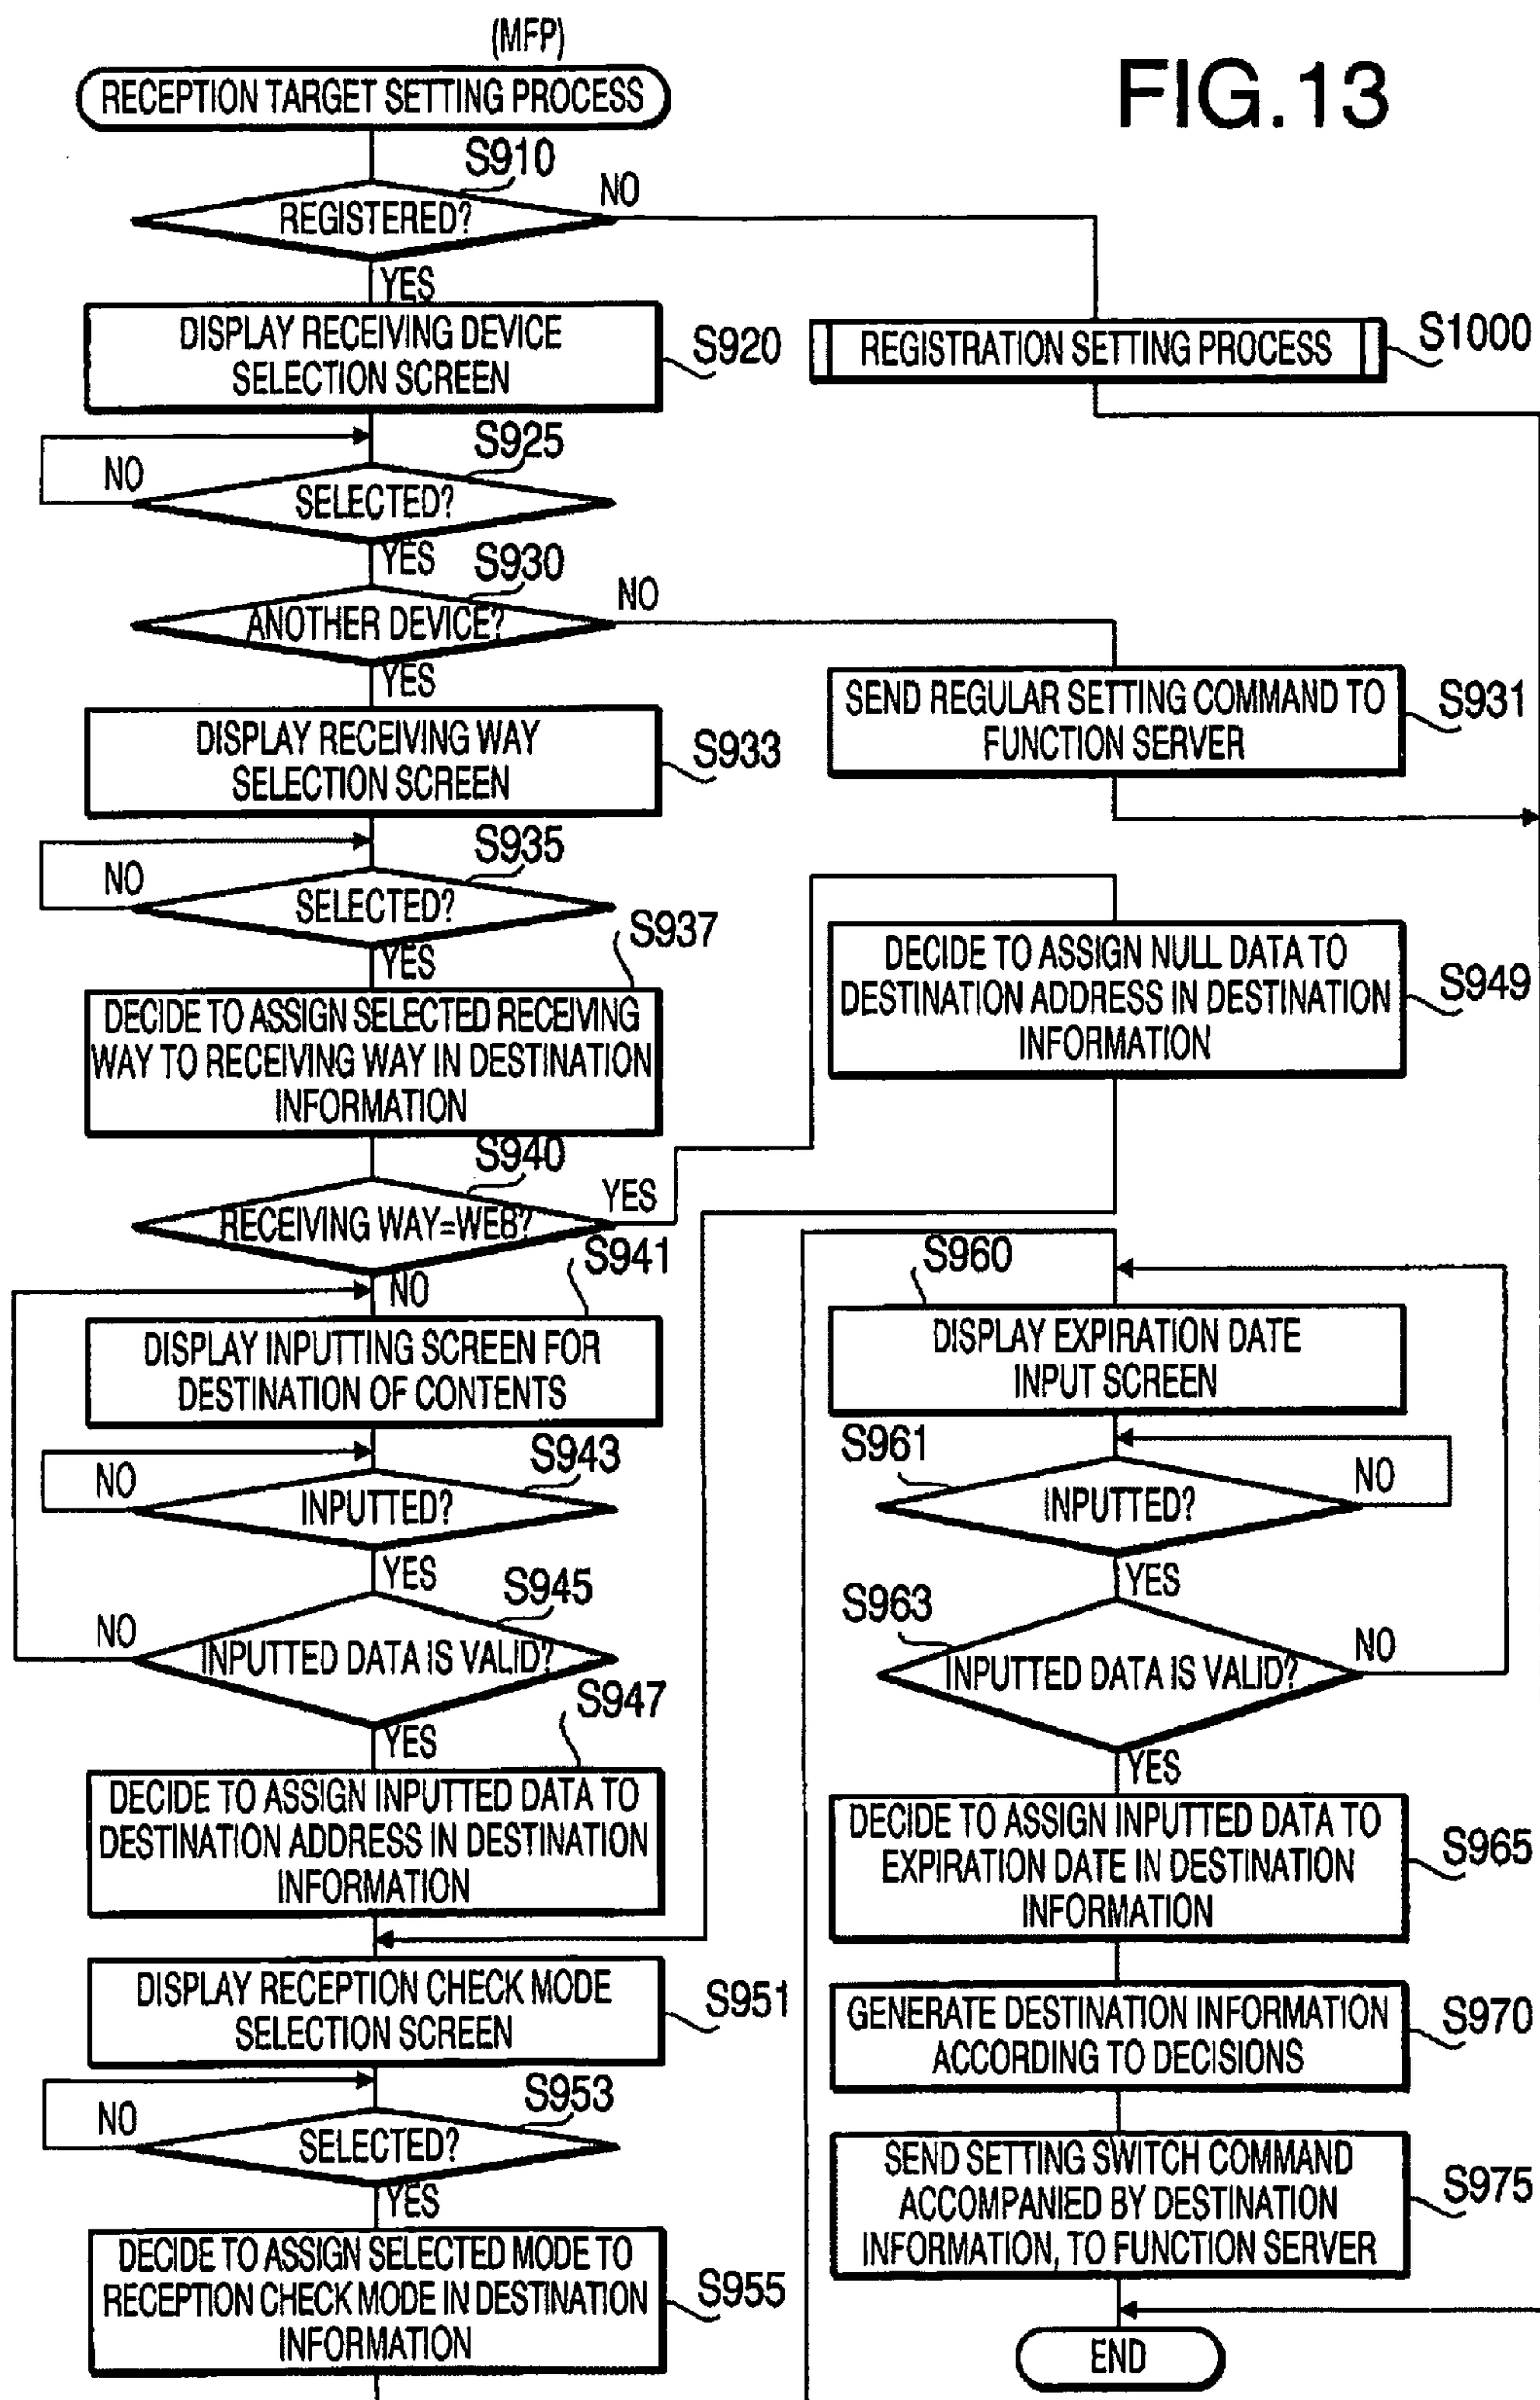 (MFP)
FIG.13
RECEPTION TARGET SETTING PROCESS
S910
REGISTERED?
NO
YES
DISPLAY RECEIVING DEVICE
SELECTION SCREEN
S920
REGISTRATION SETTING PROCESS
S1000
S925
NO
SELECTED?
YES
S930
ANOTHER DEVICE?
NO
YES
SEND REGULAR SETTING COMMAND TO
FUNCTION SERVER
S931
DISPLAY RECEIVING WAY
SELECTION SCREEN
S933
S935
NO
SELECTED?
YES
S937
DECIDE TO ASSIGN SELECTED RECEIVING
WAY TO RECEIVING WAY IN DESTINATION
INFORMATION
DECIDE TO ASSIGN NULL DATA TO
DESTINATION ADDRESS IN DESTINATION
INFORMATION
S949
S940
RECEIVING WAY=WEB?
YES
NO
S941
DISPLAY INPUTTING SCREEN FOR
DESTINATION OF CONTENTS
S943
NO
INPUTTED?
YES
S945
NO
INPUTTED DATA IS VALID?
YES
S947
DECIDE TO ASSIGN INPUTTED DATA TO
DESTINATION ADDRESS IN DESTINATION
INFORMATION
DISPLAY RECEPTION CHECK MODE
SELECTION SCREEN
S951
S953
NO
SELECTED?
YES
DECIDE TO ASSIGN SELECTED MODE TO
RECEPTION CHECK MODE IN DESTINATION
INFORMATION
S955
S960
DISPLAY EXPIRATION DATE
INPUT SCREEN
S961
INPUTTED?
NO
YES
S963
INPUTTED DATA IS VALID?
NO
YES
DECIDE TO ASSIGN INPUTTED DATA TO
EXPIRATION DATE IN DESTINATION
INFORMATION
S965
GENERATE DESTINATION INFORMATION
ACCORDING TO DECISIONS
S970
SEND SETTING SWITCH COMMAND
ACCOMPANIED BY DESTINATION
INFORMATION, TO FUNCTION SERVER
S975
END